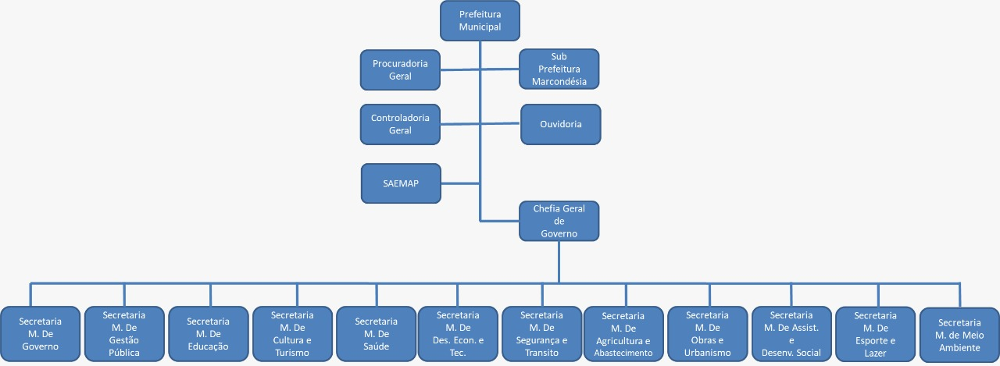 Prefeitura
Municipal
Procuradoria
Geral
Sub
Prefeitura
Marcondésia
Controladoria
Geral
Ouvidoria
SAEMAP
Chefia Geral
de
Governo
Secretaria
M. De
Governo
Secretaria
M. De
Gestão
Pública
Secretaria
M. De
Educação
Secretaria
M. De
Cultura e
Turismo
Secretaria
M. De
Saúde
Secretaria
M. De
Des. Econ. e
Tec.
Secretaria
M. De
Segurança e
Transito
Secretaria
M. De
Agricultura e
Abastecimento
Secretaria
M. De
Obras e
Urbanismo
Secretaria
M. De Assist.
e
Desenv. Social
Secretaria
M. De
Esporte e
Lazer
Secretaria
M. de Meio
Ambiente